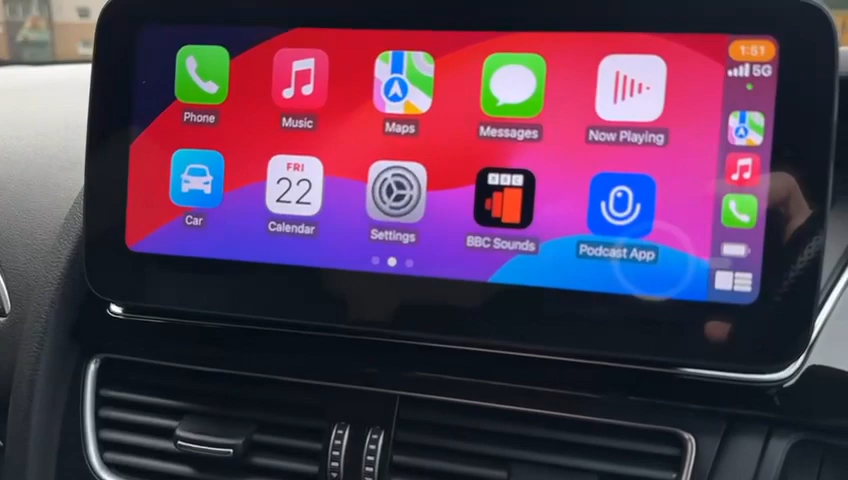 1:51
5G
Phone
Music
Maps
Messages
Now Playing
FRI
22
BBC
Car
Calendar
Settings
BBC Sounds
Podcast App